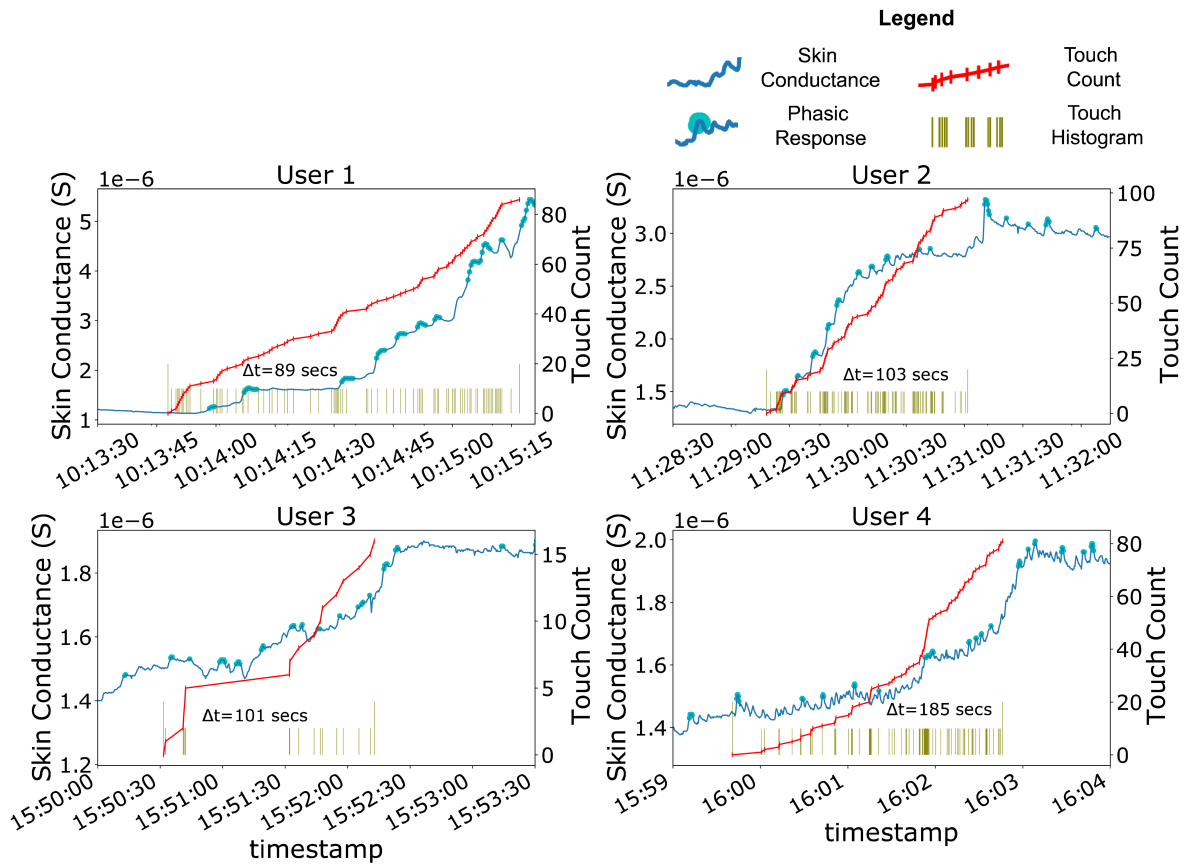 Legend
Skin
Conductance
Touch
Count
Phasic
Response
Touch
Histogram
User 1
1e−6
Skin Conductance (S)
5
4
3
2
1
Touch Count
80
60
40
20
0
Δt=89 secs
10:13:30
10:13:45
10:14:00
10:14:15
10:14:30
10:14:45
10:15:00
10:15:15
User 2
1e−6
Skin Conductance (S)
3.0
2.5
2.0
1.5
Touch Count
100
75
50
25
0
Δt=103 secs
11:28:30
11:29:00
11:29:30
11:30:00
11:30:30
11:31:00
11:31:30
11:32:00
User 3
1e−6
Skin Conductance (S)
1.8
1.6
1.4
1.2
Touch Count
15
10
5
0
Δt=101 secs
15:50:00
15:50:30
15:51:00
15:51:30
15:52:00
15:52:30
15:53:00
15:53:30
timestamp
User 4
1e−6
Skin Conductance (S)
2.0
1.8
1.6
1.4
Touch Count
80
60
40
20
0
Δt=185 secs
15:59
16:00
16:01
16:02
16:03
16:04
timestamp